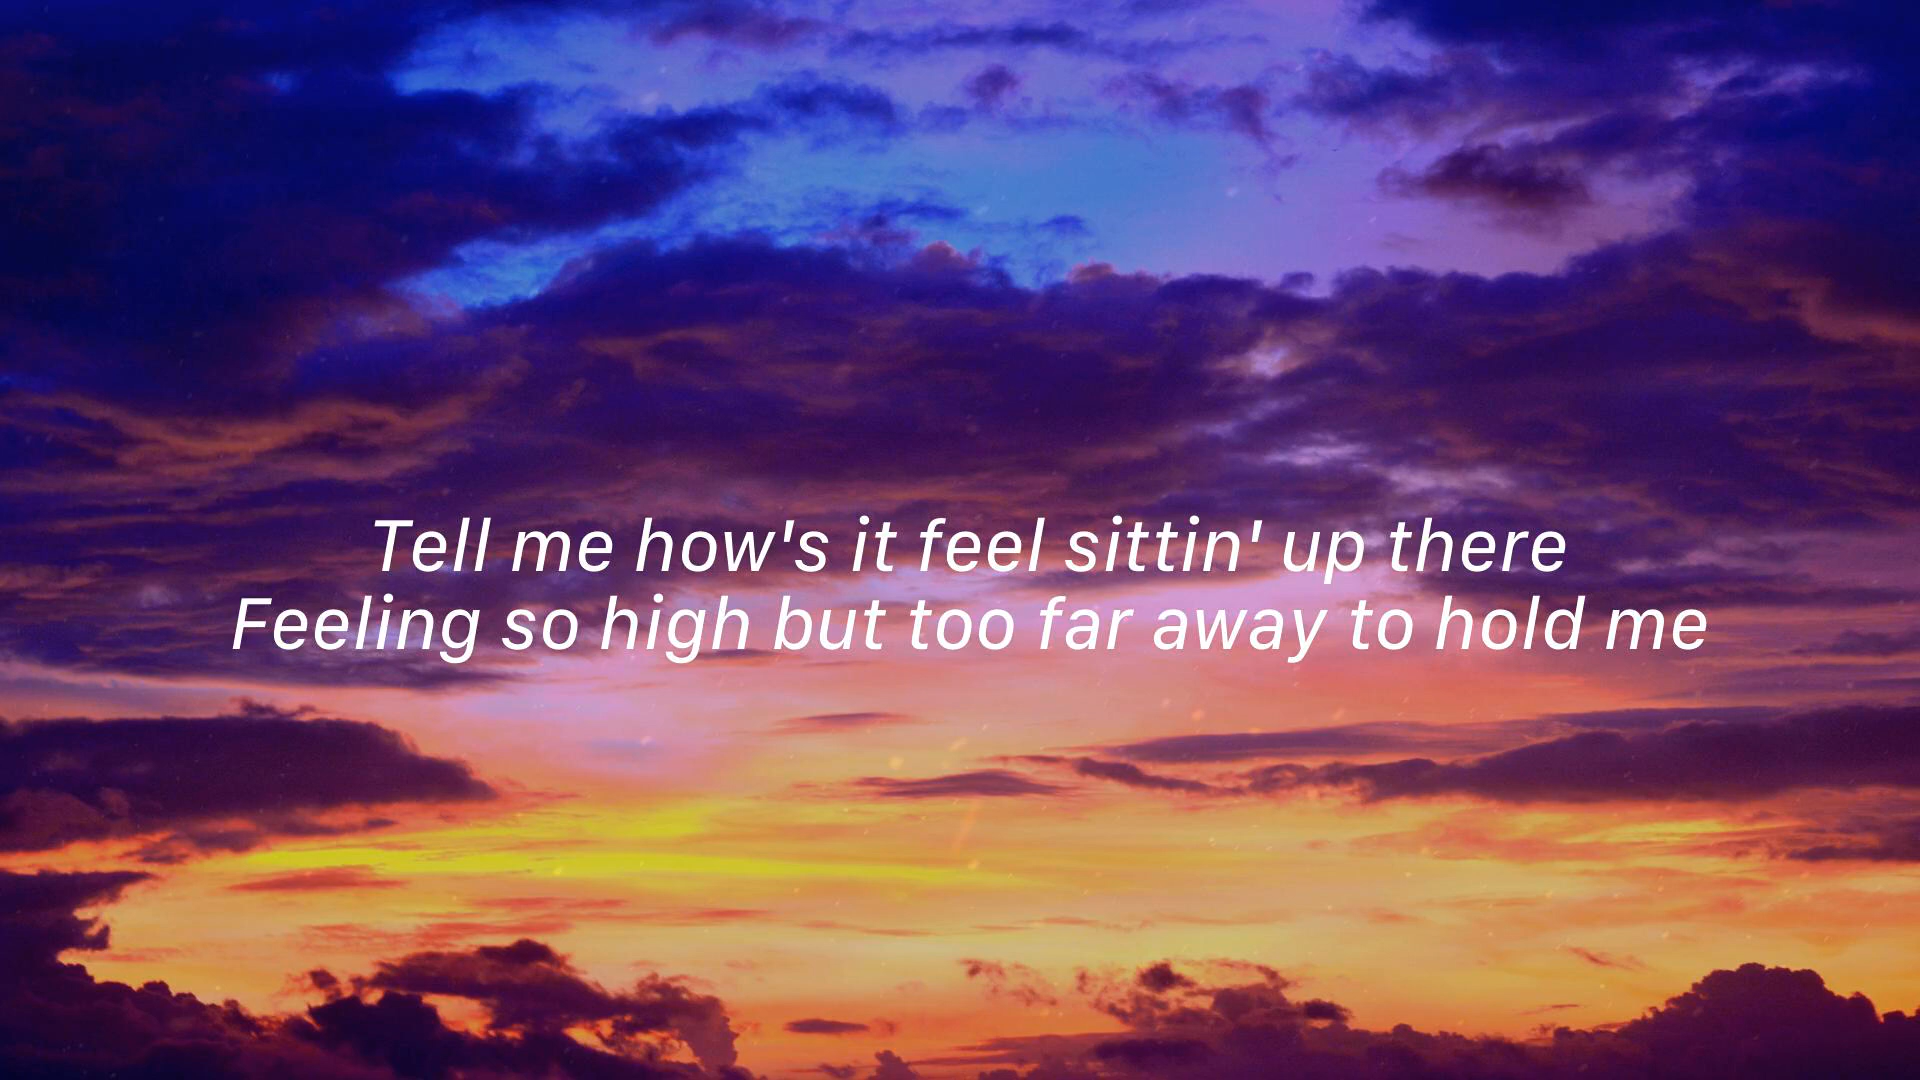 Tell me how's it feel sittin' up there
Feeling so high but too far away to hold me